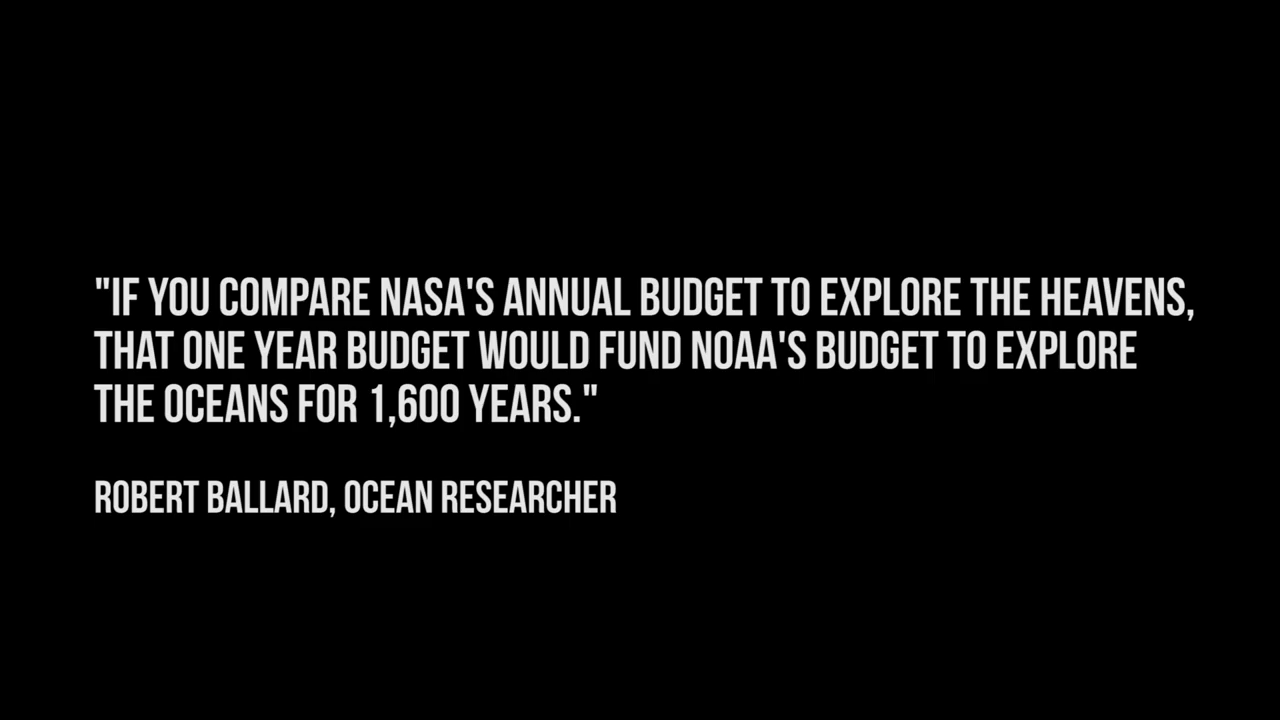 "IF YOU COMPARE NASA'S ANNUAL BUDGET TO EXPLORE THE HEAVENS,
THAT ONE YEAR BUDGET WOULD FUND NOAA'S BUDGET TO EXPLORE
THE OCEANS FOR 1,600 YEARS."
ROBERT BALLARD, OCEAN RESEARCHER